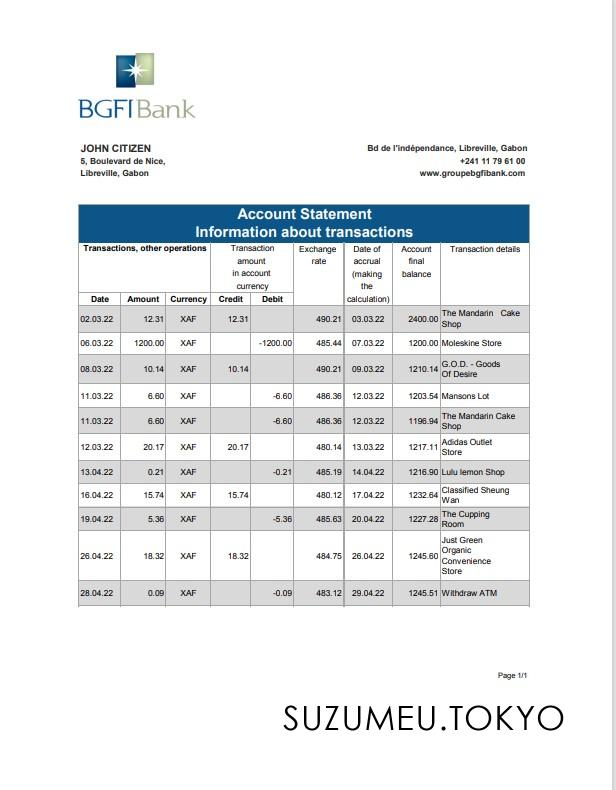 BGFIBank
JOHN CITIZEN
5, Boulevard de Nice,
Libreville, Gabon
Bd de l'indépendance, Libreville, Gabon
+241 11 79 61 00
www.groupebgfibank.com
Account Statement
Information about transactions
Transactions, other operations
Transaction
amount
in account
currency
Exchange
rate
Date of
accrual
(making
the
calculation)
Account
final
balance
Transaction details
Date Amount Currency Credit Debit
02.03.22 12.31 XAF 12.31 490.21 03.03.22 2400.00 The Mandarin Cake
Shop
06.03.22 1200.00 XAF -1200.00 485.44 07.03.22 1200.00 Moleskine Store
08.03.22 10.14 XAF 10.14 490.21 09.03.22 1210.14 G.O.D. - Goods
Of Desire
11.03.22 6.60 XAF -6.60 486.36 12.03.22 1203.54 Mansons Lot
11.03.22 6.60 XAF -6.60 486.36 12.03.22 1196.94 The Mandarin Cake
Shop
12.03.22 20.17 XAF 20.17 480.14 13.03.22 1217.11 Adidas Outlet
Store
13.04.22 0.21 XAF -0.21 485.19 14.04.22 1216.90 Lulu lemon Shop
16.04.22 15.74 XAF 15.74 480.12 17.04.22 1232.64 Classified Sheung
Wan
19.04.22 5.36 XAF -5.36 485.63 20.04.22 1227.28 The Cupping
Room
26.04.22 18.32 XAF 18.32 484.75 26.04.22 1245.60 Just Green
Organic
Convenience
Store
28.04.22 0.09 XAF -0.09 483.12 29.04.22 1245.51 Withdraw ATM
Page 1/1
SUZUMEU.TOKYO